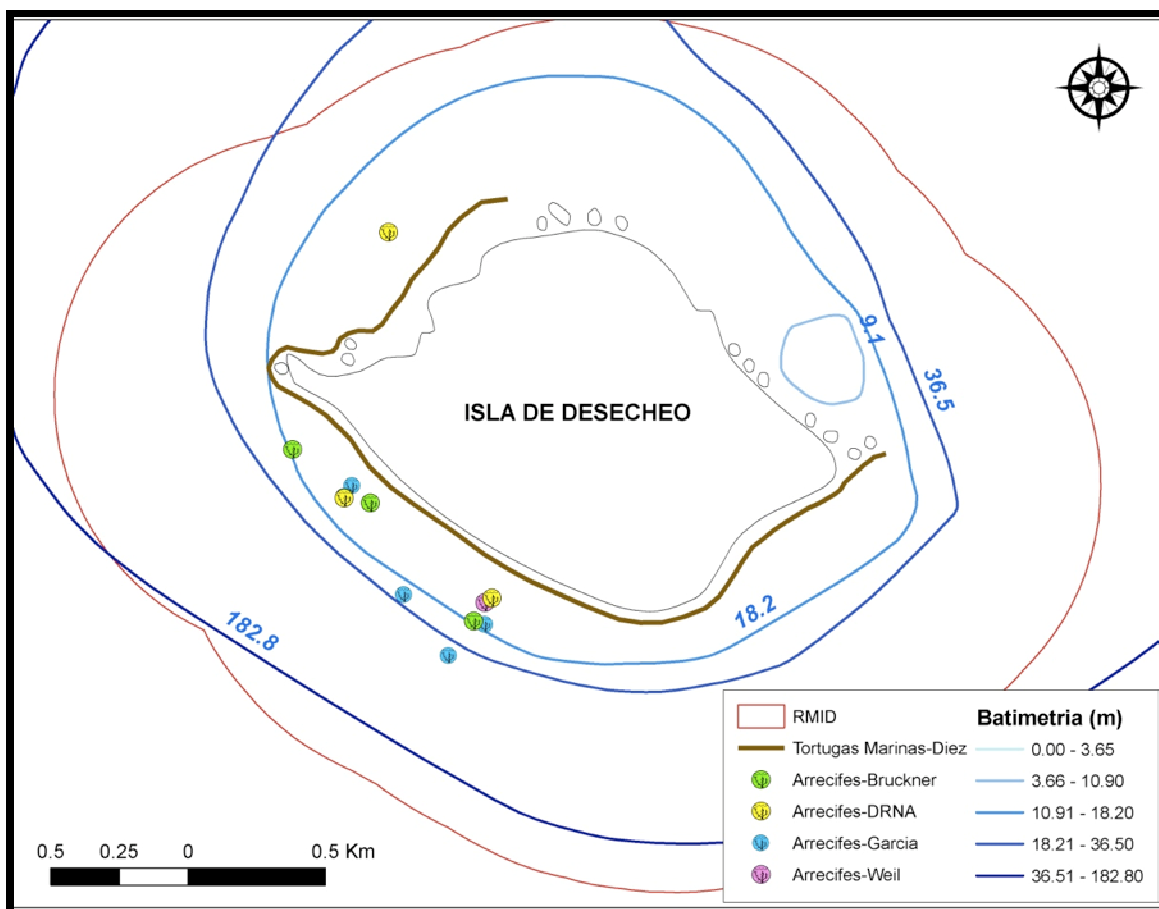 9.1
36.5
ISLA DE DESECHEO
18.2
182.8
RMID
Tortugas Marinas-Diez
Arrecifes-Bruckner
Arrecifes-DRNA
Arrecifes-Garcia
Arrecifes-Weil
Batimetria (m)
0.00 - 3.65
3.66 - 10.90
10.91 - 18.20
18.21 - 36.50
36.51 - 182.80
0.5 0.25 0 0.5 Km